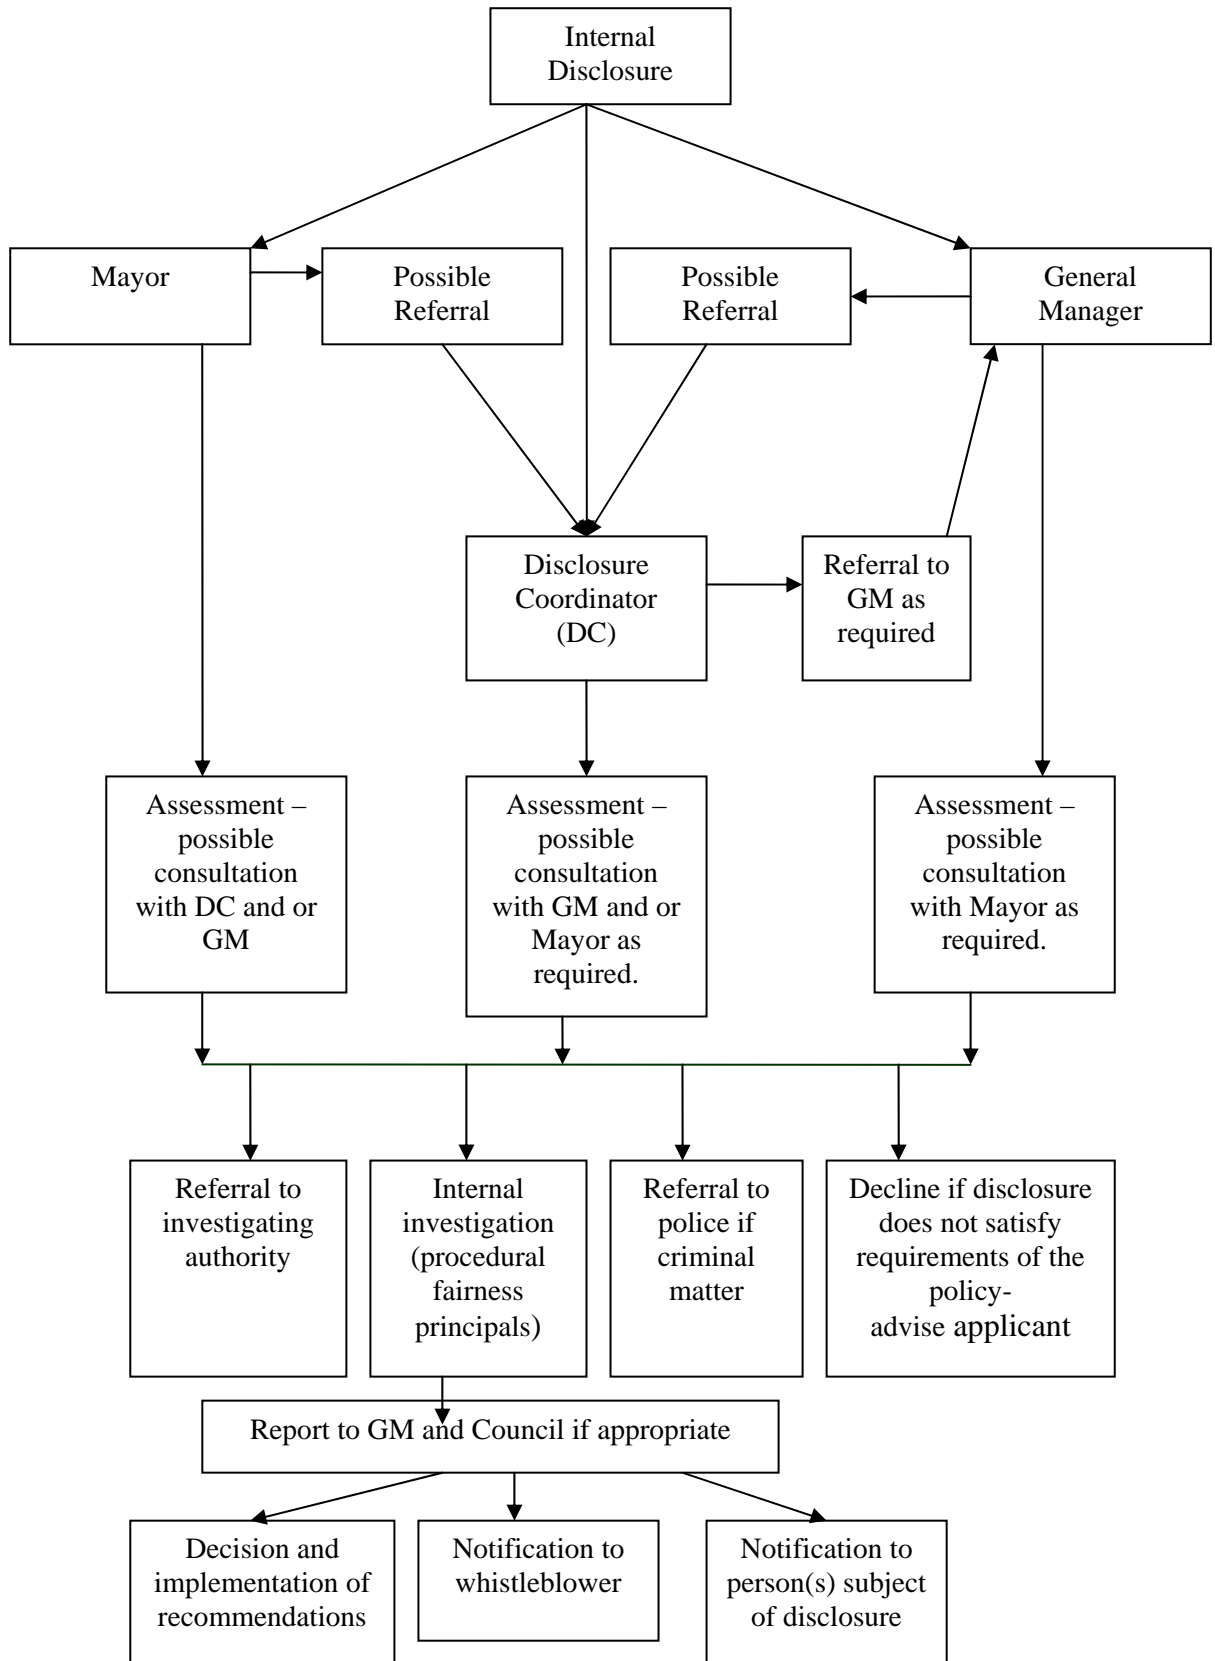 Internal
Disclosure
Mayor
Possible
Referral
Possible
Referral
General
Manager
Disclosure
Coordinator
(DC)
Referral to
GM as
required
Assessment –
possible
consultation
with DC and or
GM
Assessment –
possible
consultation
with GM and or
Mayor as
required.
Assessment –
possible
consultation
with Mayor as
required.
Referral to
investigating
authority
Internal
investigation
(procedural
fairness
principals)
Referral to
police if
criminal
matter
Decline if disclosure
does not satisfy
requirements of the
policy-
advise applicant
Report to GM and Council if appropriate
Decision and
implementation of
recommendations
Notification to
whistleblower
Notification to
person(s) subject
of disclosure